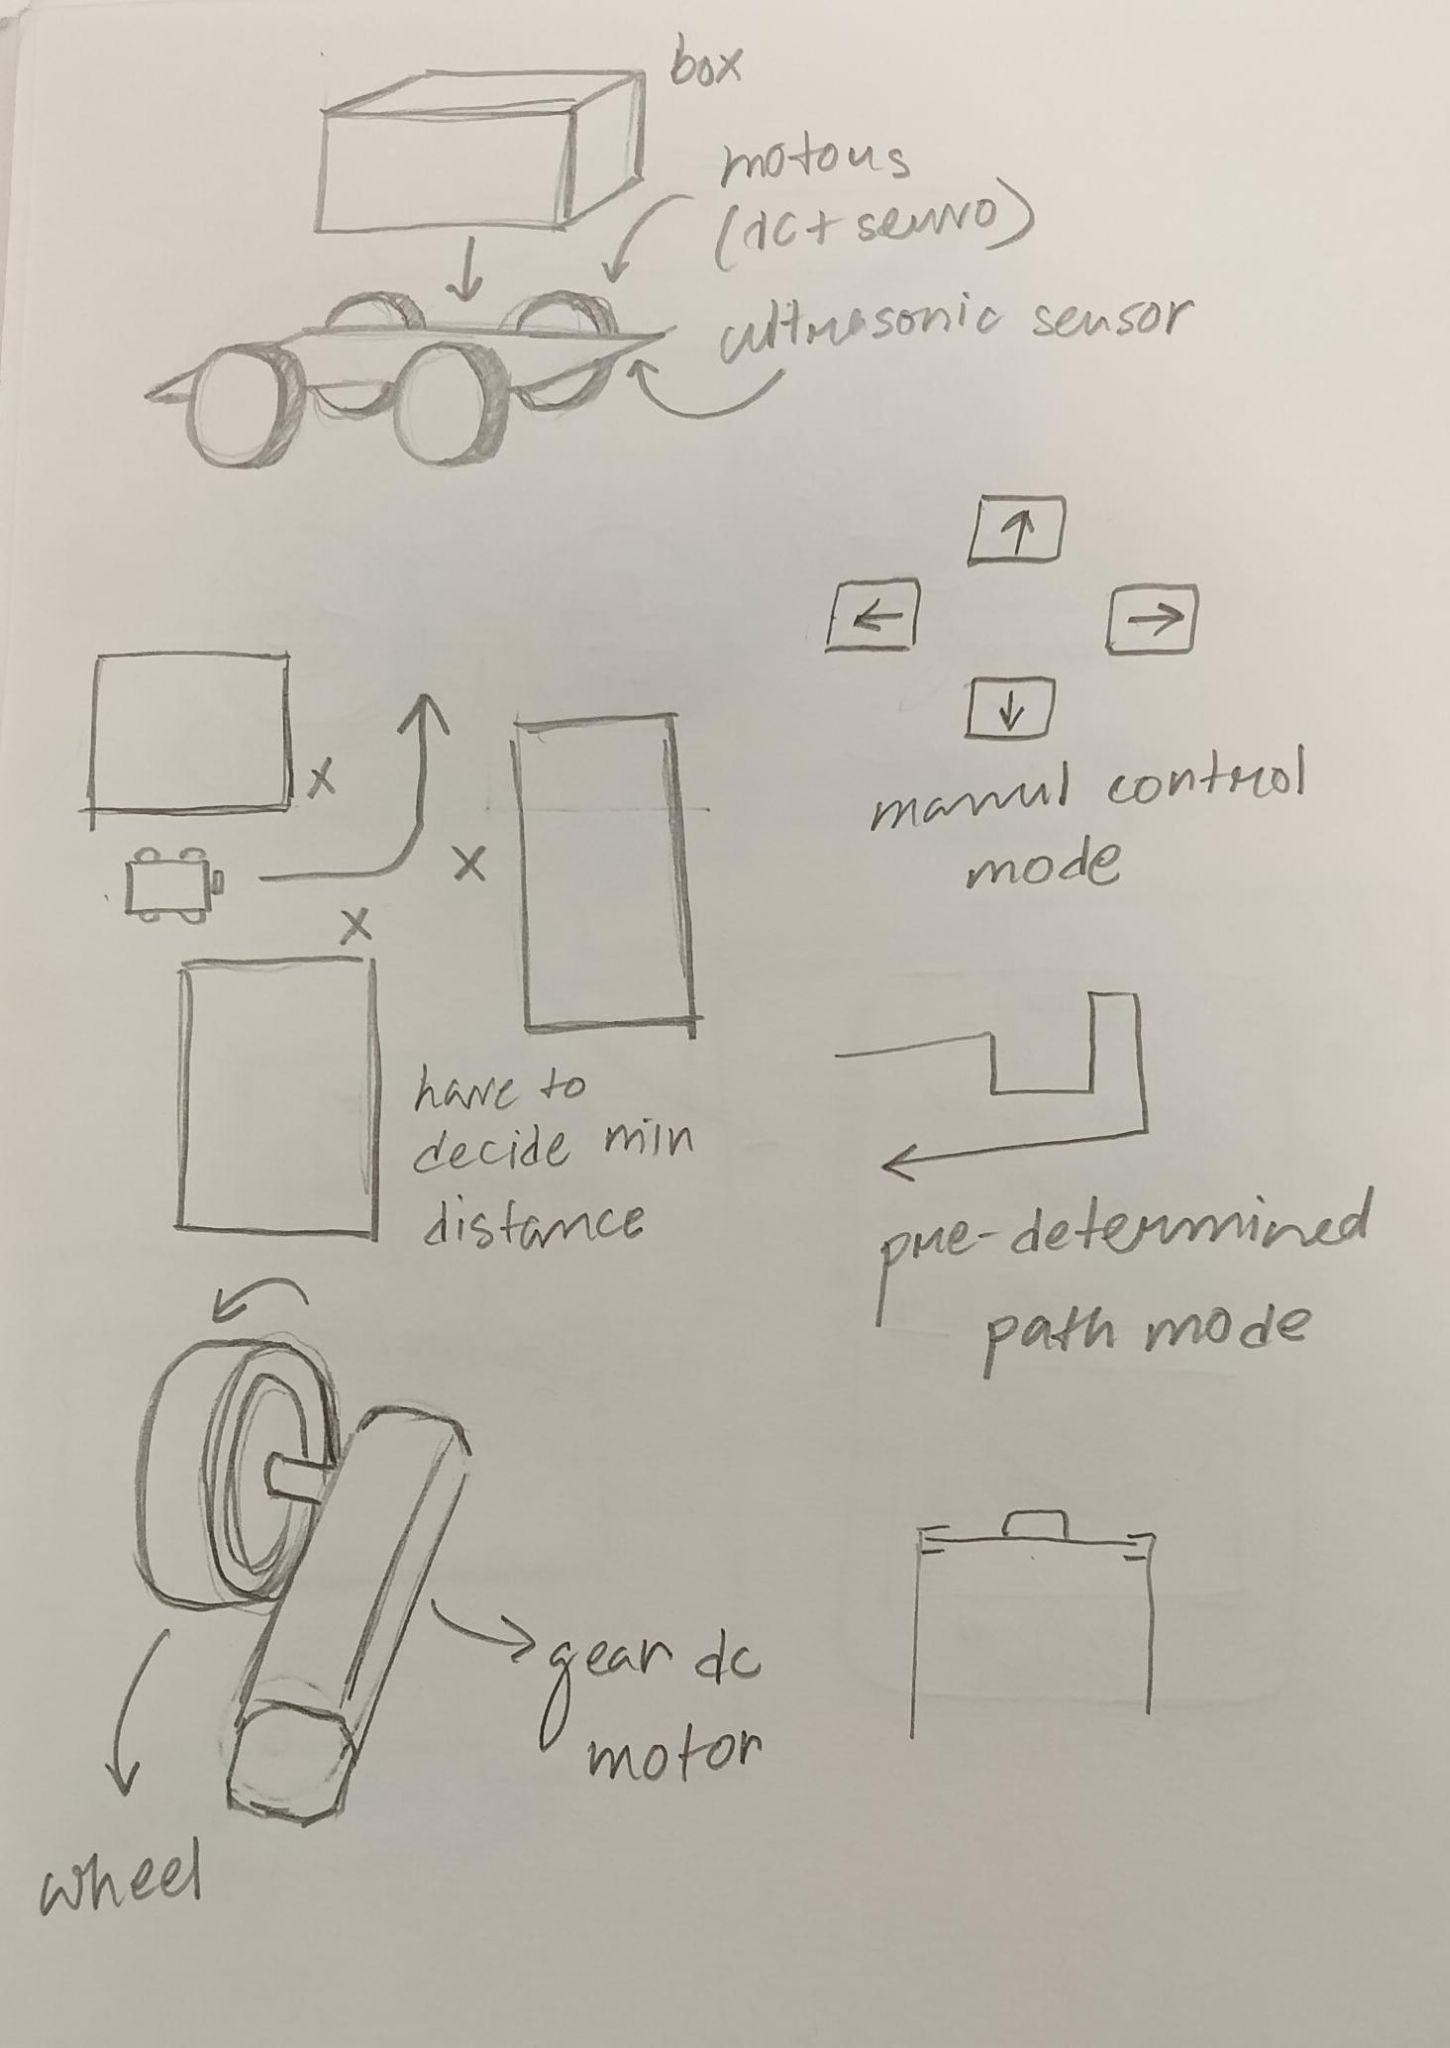 box
motors
(dc + servo)
ultrasonic sensor
manul control
mode
have to
decide min
distance
pre-determined
path mode
gear dc
motor
wheel